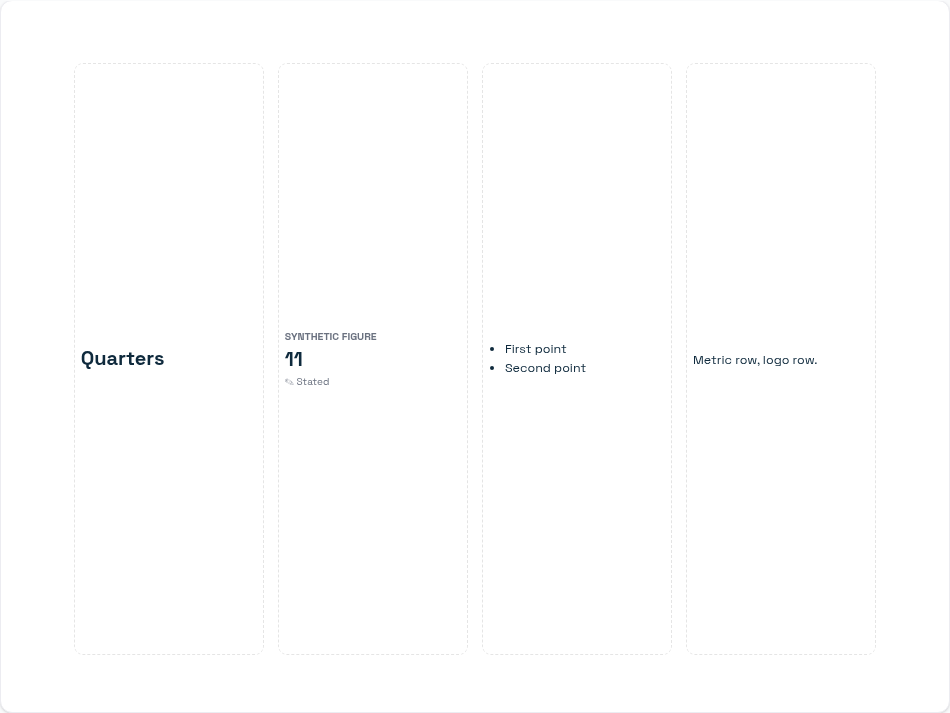 Quarters
SYNTHETIC FIGURE
11
✎ Stated
• First point
• Second point
Metric row, logo row.